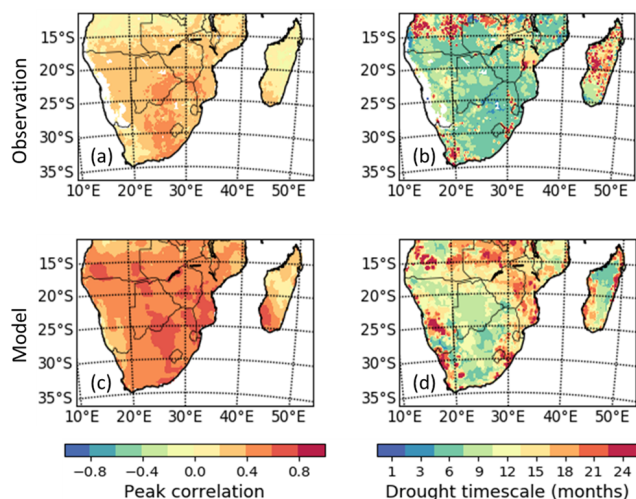 Observation
15°S
20°S
25°S
30°S
35°S
(a)
10°E 20°E 30°E 40°E 50°E
15°S
20°S
25°S
30°S
35°S
(b)
10°E 20°E 30°E 40°E 50°E
Model
15°S
20°S
25°S
30°S
35°S
(c)
10°E 20°E 30°E 40°E 50°E
15°S
20°S
25°S
30°S
35°S
(d)
10°E 20°E 30°E 40°E 50°E
−0.8 −0.4 0.0 0.4 0.8
Peak correlation
1 3 6 9 12 15 18 21 24
Drought timescale (months)